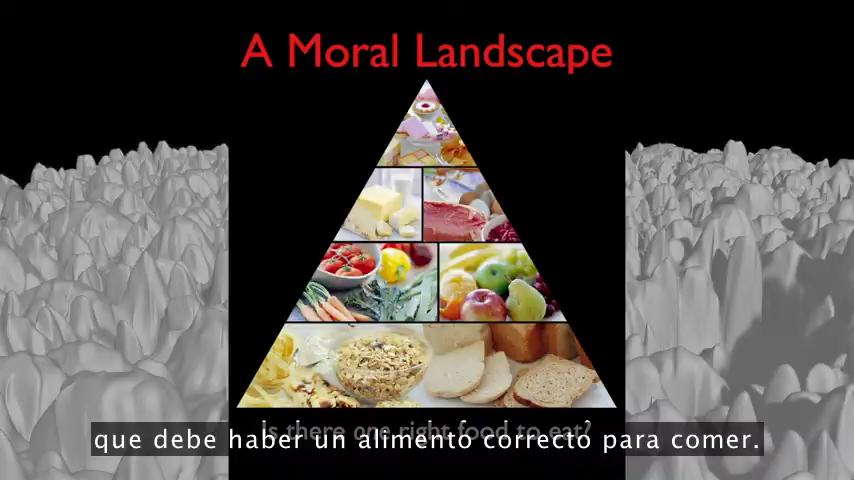 A Moral Landscape
Is there one right food to eat?
que debe haber un alimento correcto para comer.